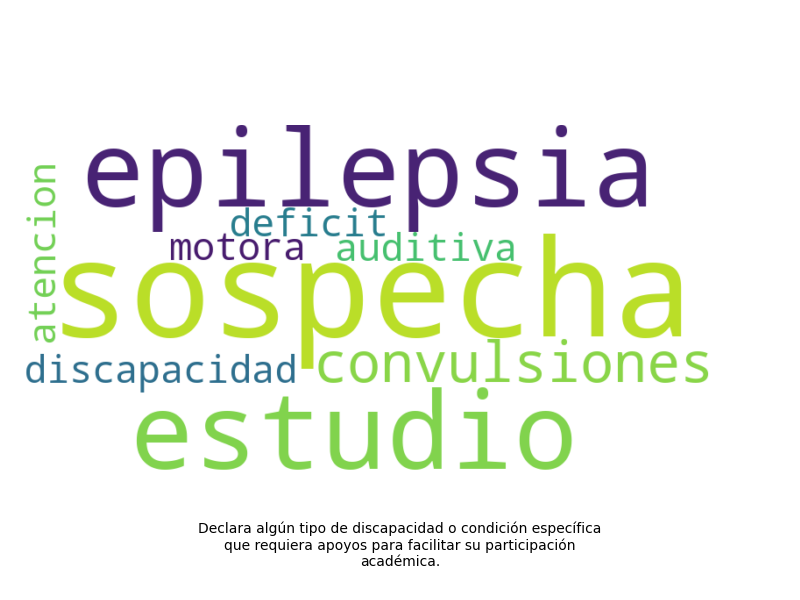 epilepsia
atencion
deficit
motora auditiva
sospecha
discapacidad convulsiones
estudio
Declara algún tipo de discapacidad o condición específica
que requiera apoyos para facilitar su participación
académica.